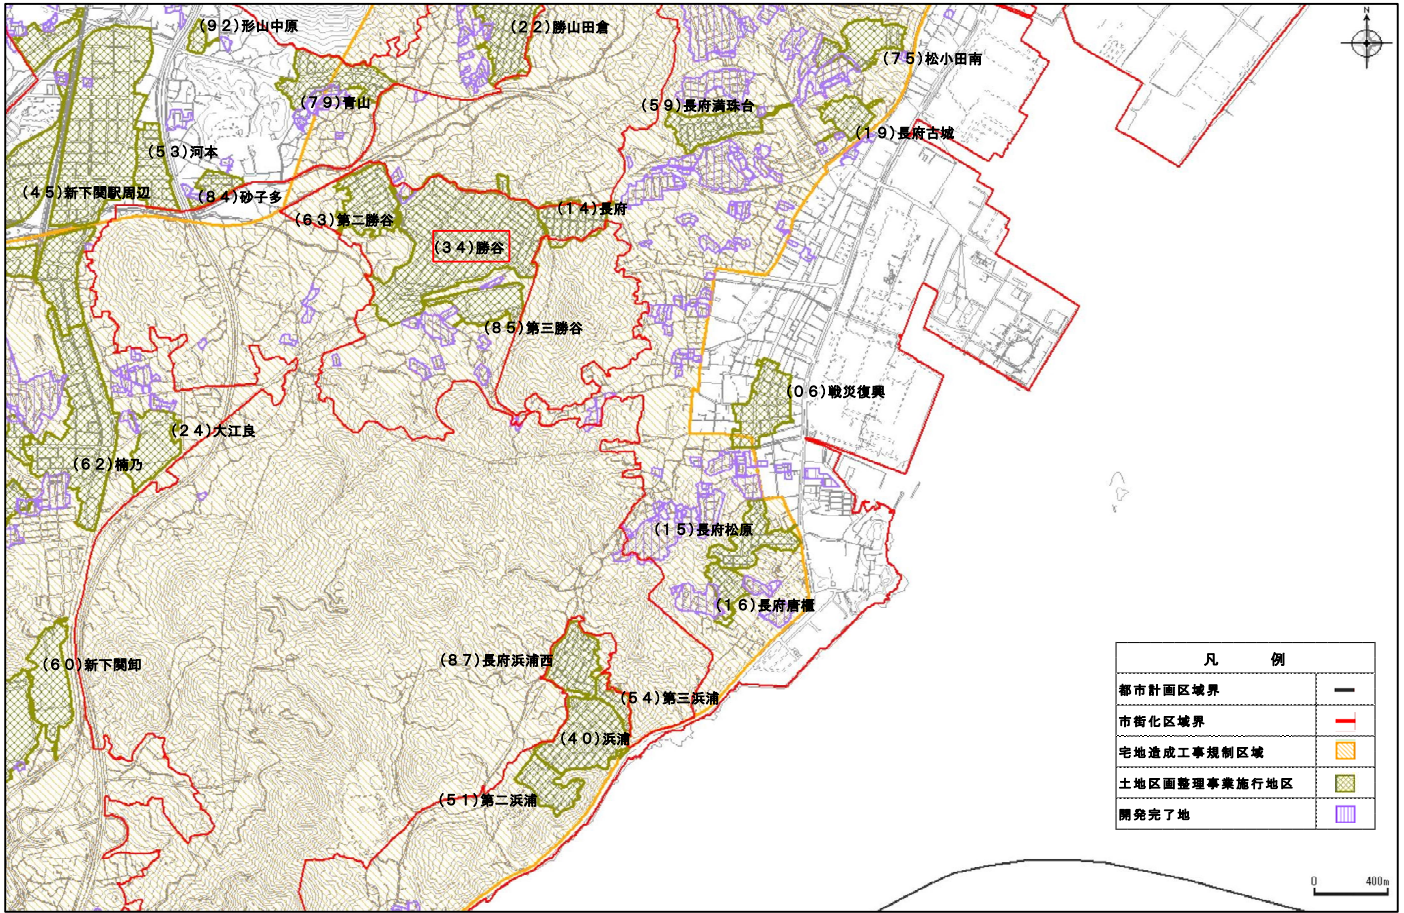 (92)形山中原
(22)勝山田倉
N
(75)松小田南
(79)青山
(59)長府満珠台
(19)長府古城
(53)河本
(45)新下関駅周辺
(84)砂子多
(63)第二勝谷
(14)長府
(34)勝谷
(85)第三勝谷
(06)戦災復興
(24)大江良
(62)楠乃
(15)長府松原
(16)長府唐櫃
(60)新下関卸
(87)長府浜浦西
(54)第三浜浦
(40)浜浦
(51)第二浜浦
凡 例
都市計画区域界
市街化区域界
宅地造成工事規制区域
土地区画整理事業施行地区
開発完了地
0 400m